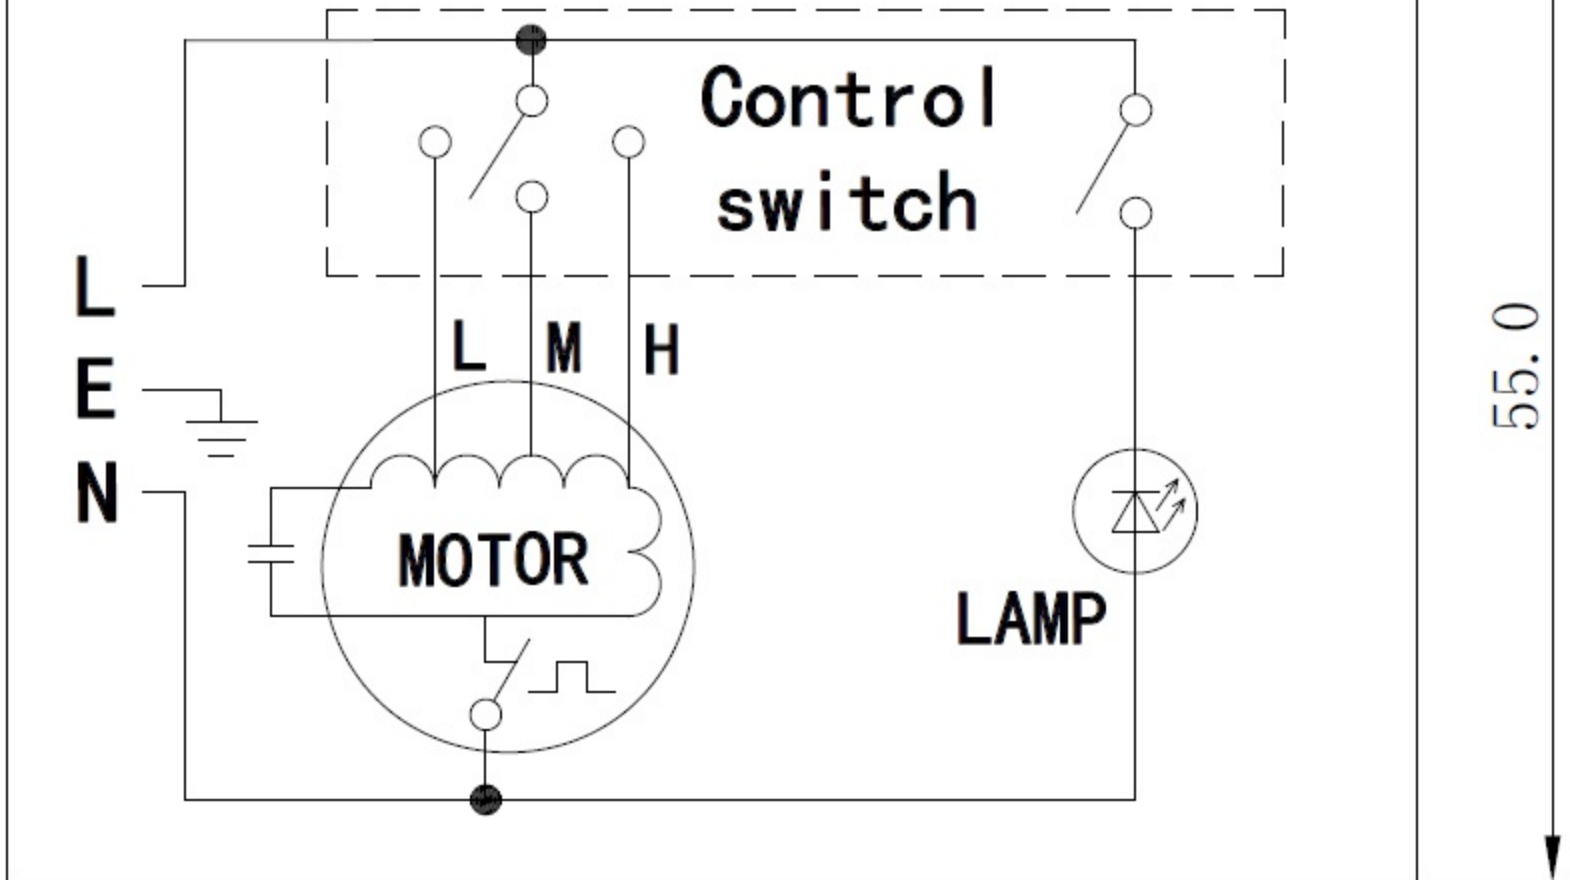 Control
switch
L
E
N
L M H
MOTOR
LAMP
55.0